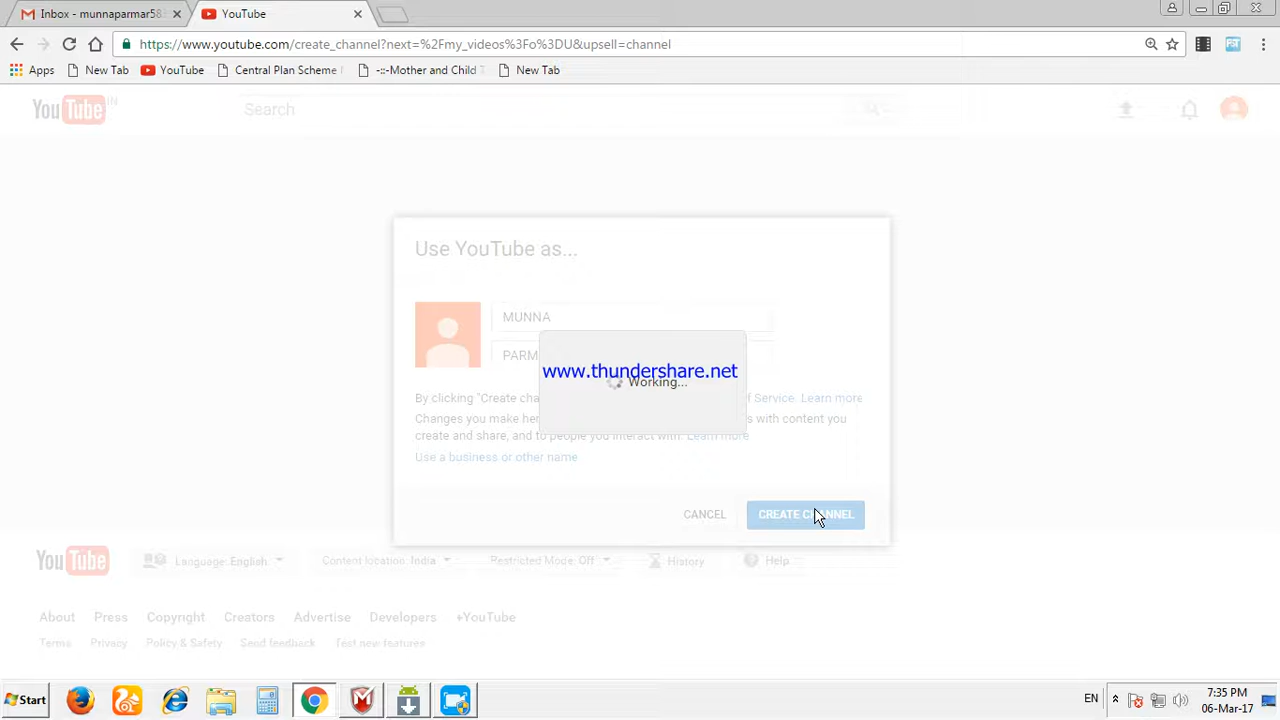 Inbox - munnaparmar58
YouTube
https://www.youtube.com/create_channel?next=%2Fmy_videos%3Fo%3DU&upsell=channel
Apps
New Tab
YouTube
Central Plan Scheme
-::-Mother and Child
New Tab
YouTube IN
Search
Use YouTube as...
MUNNA
PARM
www.thundershare.net
Working...
By clicking "Create cha
of Service. Learn more
Changes you make her
s with content you
create and share, and to people you interact with. Learn more
Use a business or other name
CANCEL
CREATE CHANNEL
YouTube
Language: English
Content location: India
Restricted Mode: Off
History
Help
About
Press
Copyright
Creators
Advertise
Developers
+YouTube
Terms
Privacy
Policy & Safety
Send feedback
Test new features
Start
EN
7:35 PM
06-Mar-17